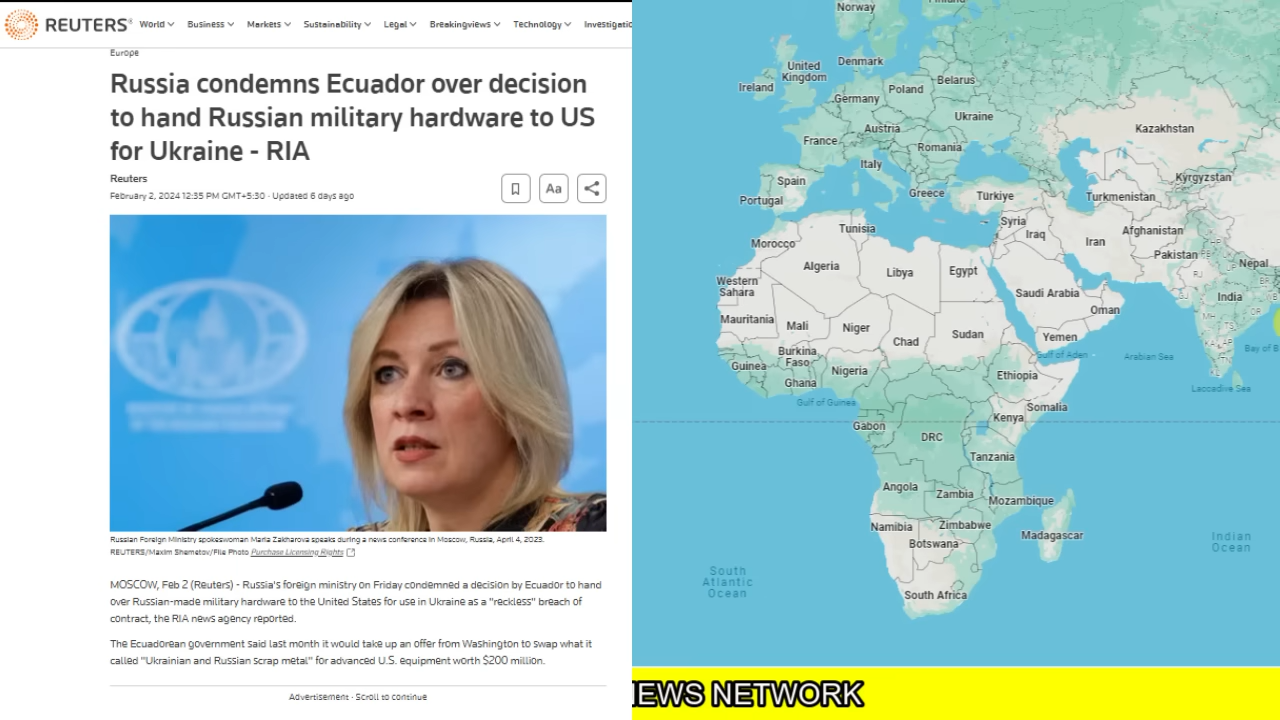 REUTERS®
World
Business
Markets
Sustainability
Legal
Breakingviews
Technology
Investigatio
Europe
Russia condemns Ecuador over decision
to hand Russian military hardware to US
for Ukraine - RIA
Reuters
February 2, 2024 12:35 PM GMT+5:30 · Updated 6 days ago
Aa
Russian Foreign Ministry spokeswoman Maria Zakharova speaks during a news conference in Moscow, Russia, April 4, 2023.
REUTERS/Maxim Shemetov/File Photo Purchase Licensing Rights
MOSCOW, Feb 2 (Reuters) - Russia's foreign ministry on Friday condemned a decision by Ecuador to hand
over Russian-made military hardware to the United States for use in Ukraine as a "reckless" breach of
contract, the RIA news agency reported.
The Ecuadorean government said last month it would take up an offer from Washington to swap what it
called "Ukrainian and Russian scrap metal" for advanced U.S. equipment worth $200 million.
Advertisement · Scroll to continue
Norway
United
Kingdom
Denmark
Ireland
Belarus
Poland
Germany
Ukraine
Kazakhstan
Austria
France
Romania
Italy
Kyrgyzstan
Spain
Greece
Türkiye
Turkmenistan
Portugal
Syria
Tunisia
Iraq
Afghanistan
Iran
Morocco
Pakistan
Algeria
Libya
Egypt
Nepal
Western
Sahara
Saudi Arabia
India
Oman
Mauritania
Mali
Niger
Sudan
Chad
Yemen
Burkina
Faso
Gulf of Aden
Arabian Sea
Bay of B
Guinea
Nigeria
Ethiopia
Ghana
Laccadive Sea
Gulf of Guinea
Somalia
Kenya
Gabon
DRC
Tanzania
Angola
Zambia
Mozambique
Namibia
Zimbabwe
Madagascar
Botswana
Indian
Ocean
South
Atlantic
Ocean
South Africa
EWS NETWORK